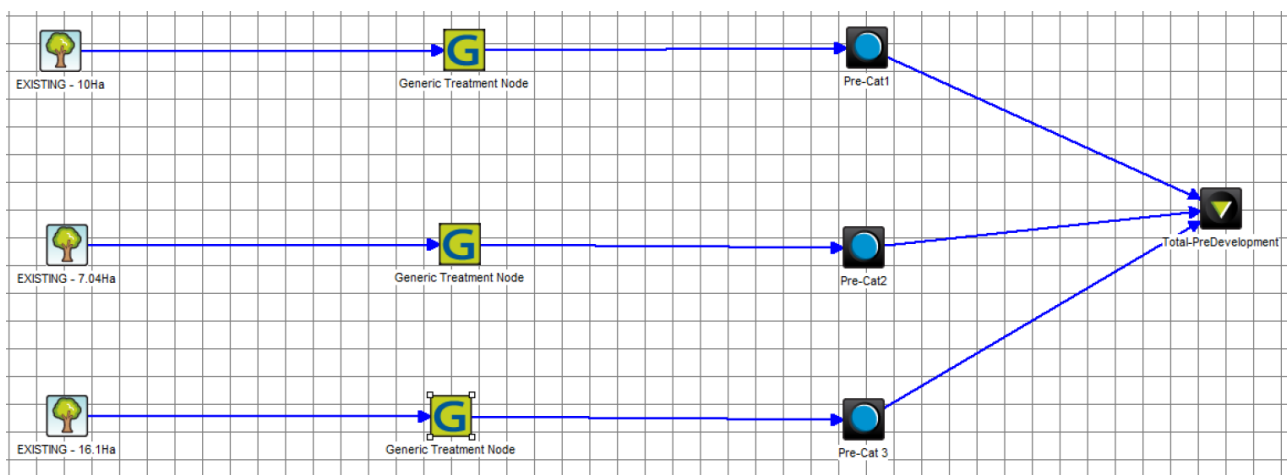 EXISTING - 10Ha
G
Generic Treatment Node
Pre-Cat1
Total-PreDevelopment
EXISTING - 7.04Ha
G
Generic Treatment Node
Pre-Cat2
EXISTING - 16.1Ha
G
Generic Treatment Node
Pre-Cat 3